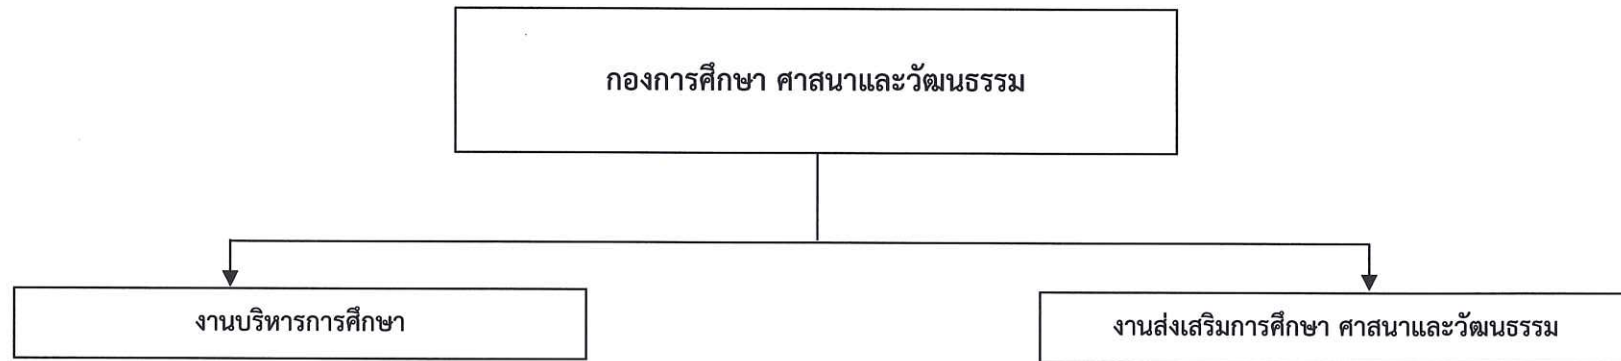 กองการศึกษา ศาสนาและวัฒนธรรม
งานบริหารการศึกษา
งานส่งเสริมการศึกษา ศาสนาและวัฒนธรรม